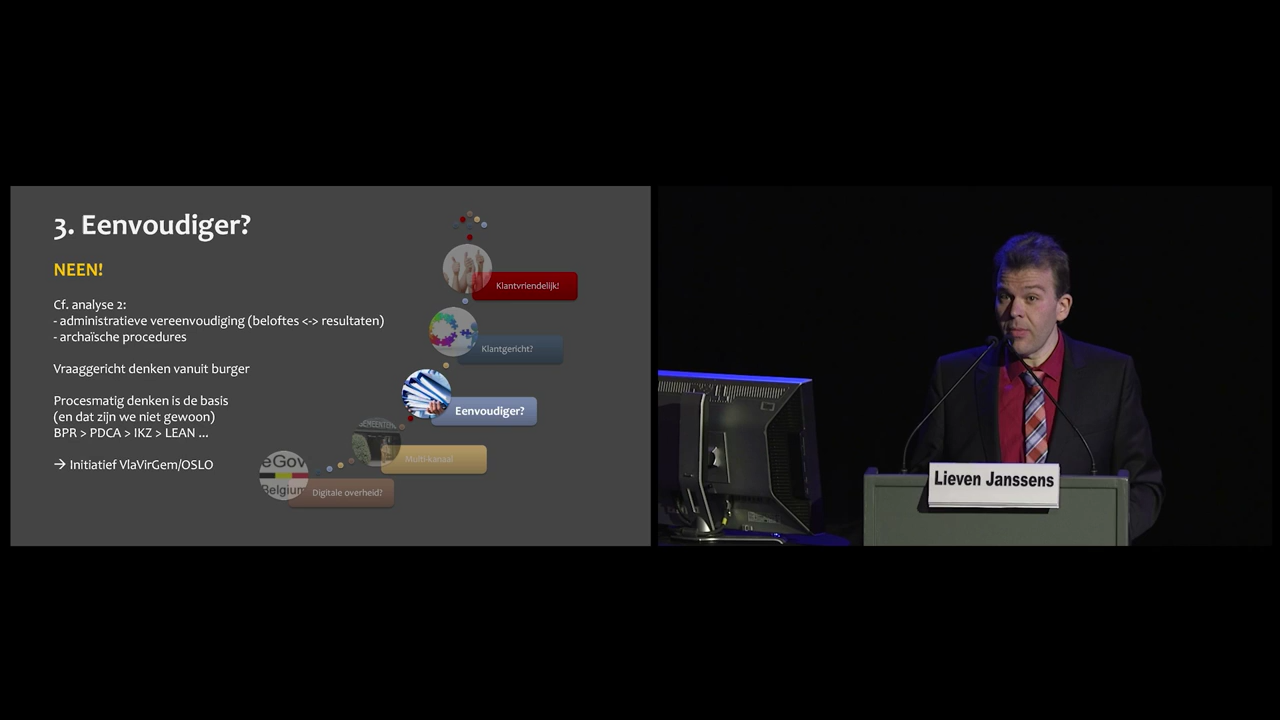 3. Eenvoudiger?
NEEN!
Cf. analyse 2:
- administratieve vereenvoudiging (beloftes <-> resultaten)
- archaïsche procedures
Vraaggericht denken vanuit burger
Procesmatig denken is de basis
(en dat zijn we niet gewoon)
BPR > PDCA > IKZ > LEAN ...
→ Initiatief VlaVirGem/OSLO
Klantvriendelijk!
Klantgericht?
Eenvoudiger?
Multi-kanaal
eGov
Belgium
Digitale overheid?
Lieven Janssens